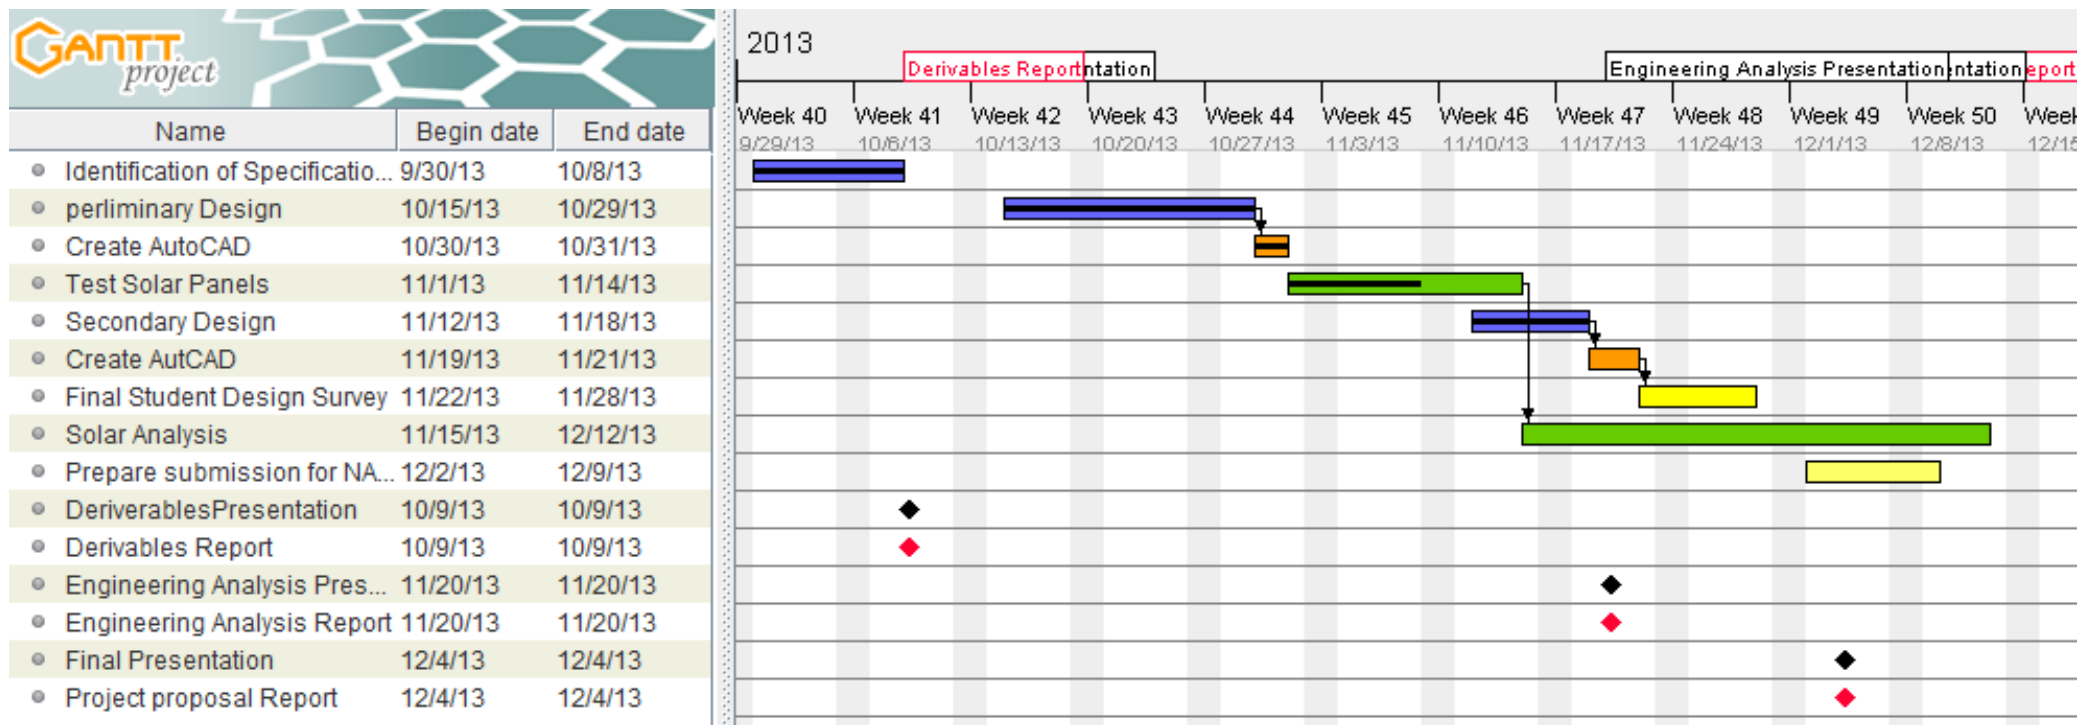 GANTT
project
2013
Derivables Report ntation Engineering Analysis Presentation ntation eport
Week 40 Week 41 Week 42 Week 43 Week 44 Week 45 Week 46 Week 47 Week 48 Week 49 Week 50 Week
9/29/13 10/6/13 10/13/13 10/20/13 10/27/13 11/3/13 11/10/13 11/17/13 11/24/13 12/1/13 12/8/13 12/15
Name Begin date End date
Identification of Specificatio... 9/30/13 10/8/13
perliminary Design 10/15/13 10/29/13
Create AutoCAD 10/30/13 10/31/13
Test Solar Panels 11/1/13 11/14/13
Secondary Design 11/12/13 11/18/13
Create AutCAD 11/19/13 11/21/13
Final Student Design Survey 11/22/13 11/28/13
Solar Analysis 11/15/13 12/12/13
Prepare submission for NA... 12/2/13 12/9/13
DeriverablesPresentation 10/9/13 10/9/13
Derivables Report 10/9/13 10/9/13
Engineering Analysis Pres... 11/20/13 11/20/13
Engineering Analysis Report 11/20/13 11/20/13
Final Presentation 12/4/13 12/4/13
Project proposal Report 12/4/13 12/4/13